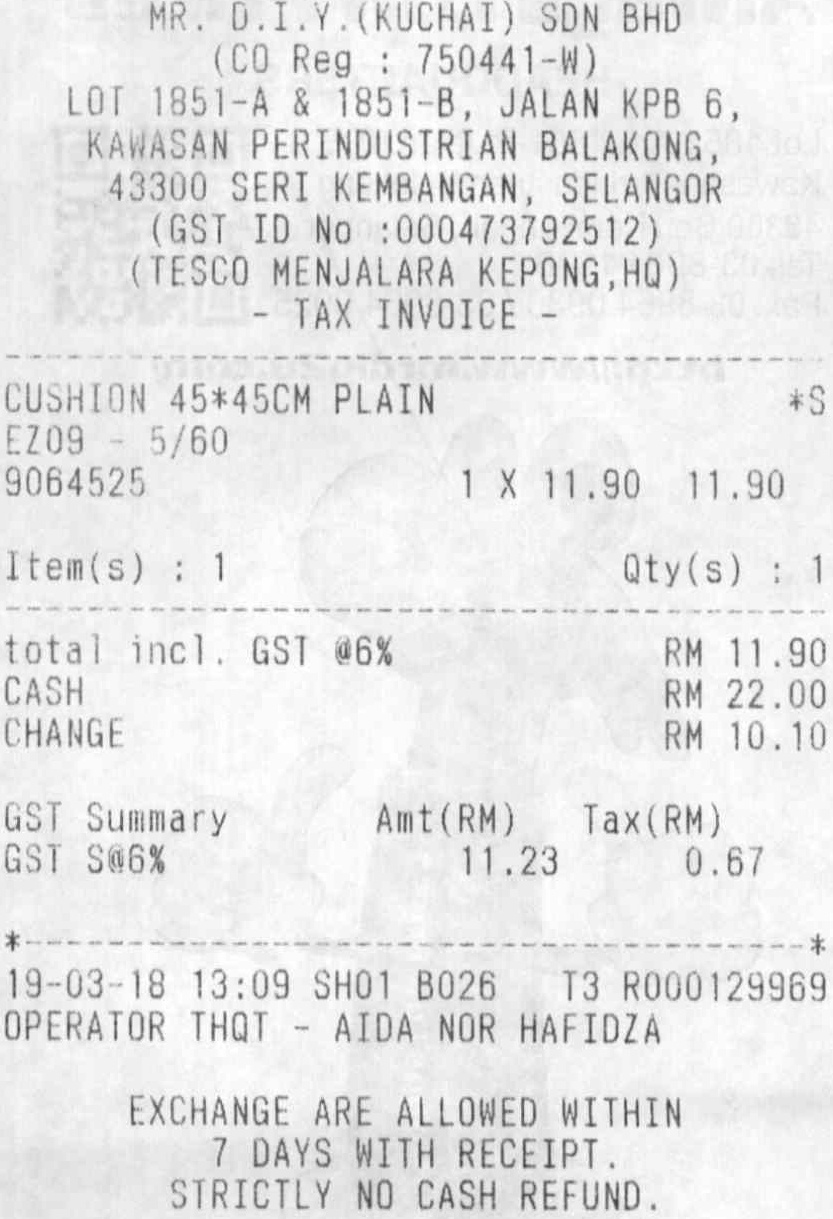 MR. D.I.Y.(KUCHAI) SDN BHD
(CO Reg : 750441-W)
LOT 1851-A & 1851-B, JALAN KPB 6,
KAWASAN PERINDUSTRIAN BALAKONG,
43300 SERI KEMBANGAN, SELANGOR
(GST ID No :000473792512)
(TESCO MENJALARA KEPONG,HQ)
- TAX INVOICE -
CUSHION 45*45CM PLAIN *S
EZ09 - 5/60
9064525 1 X 11.90 11.90
Item(s) : 1 Qty(s) : 1
total incl. GST @6% RM 11.90
CASH RM 22.00
CHANGE RM 10.10
GST Summary Amt(RM) Tax(RM)
GST S@6% 11.23 0.67
19-03-18 13:09 SH01 B026 T3 R000129969
OPERATOR THQT - AIDA NOR HAFIDZA
EXCHANGE ARE ALLOWED WITHIN
7 DAYS WITH RECEIPT.
STRICTLY NO CASH REFUND.